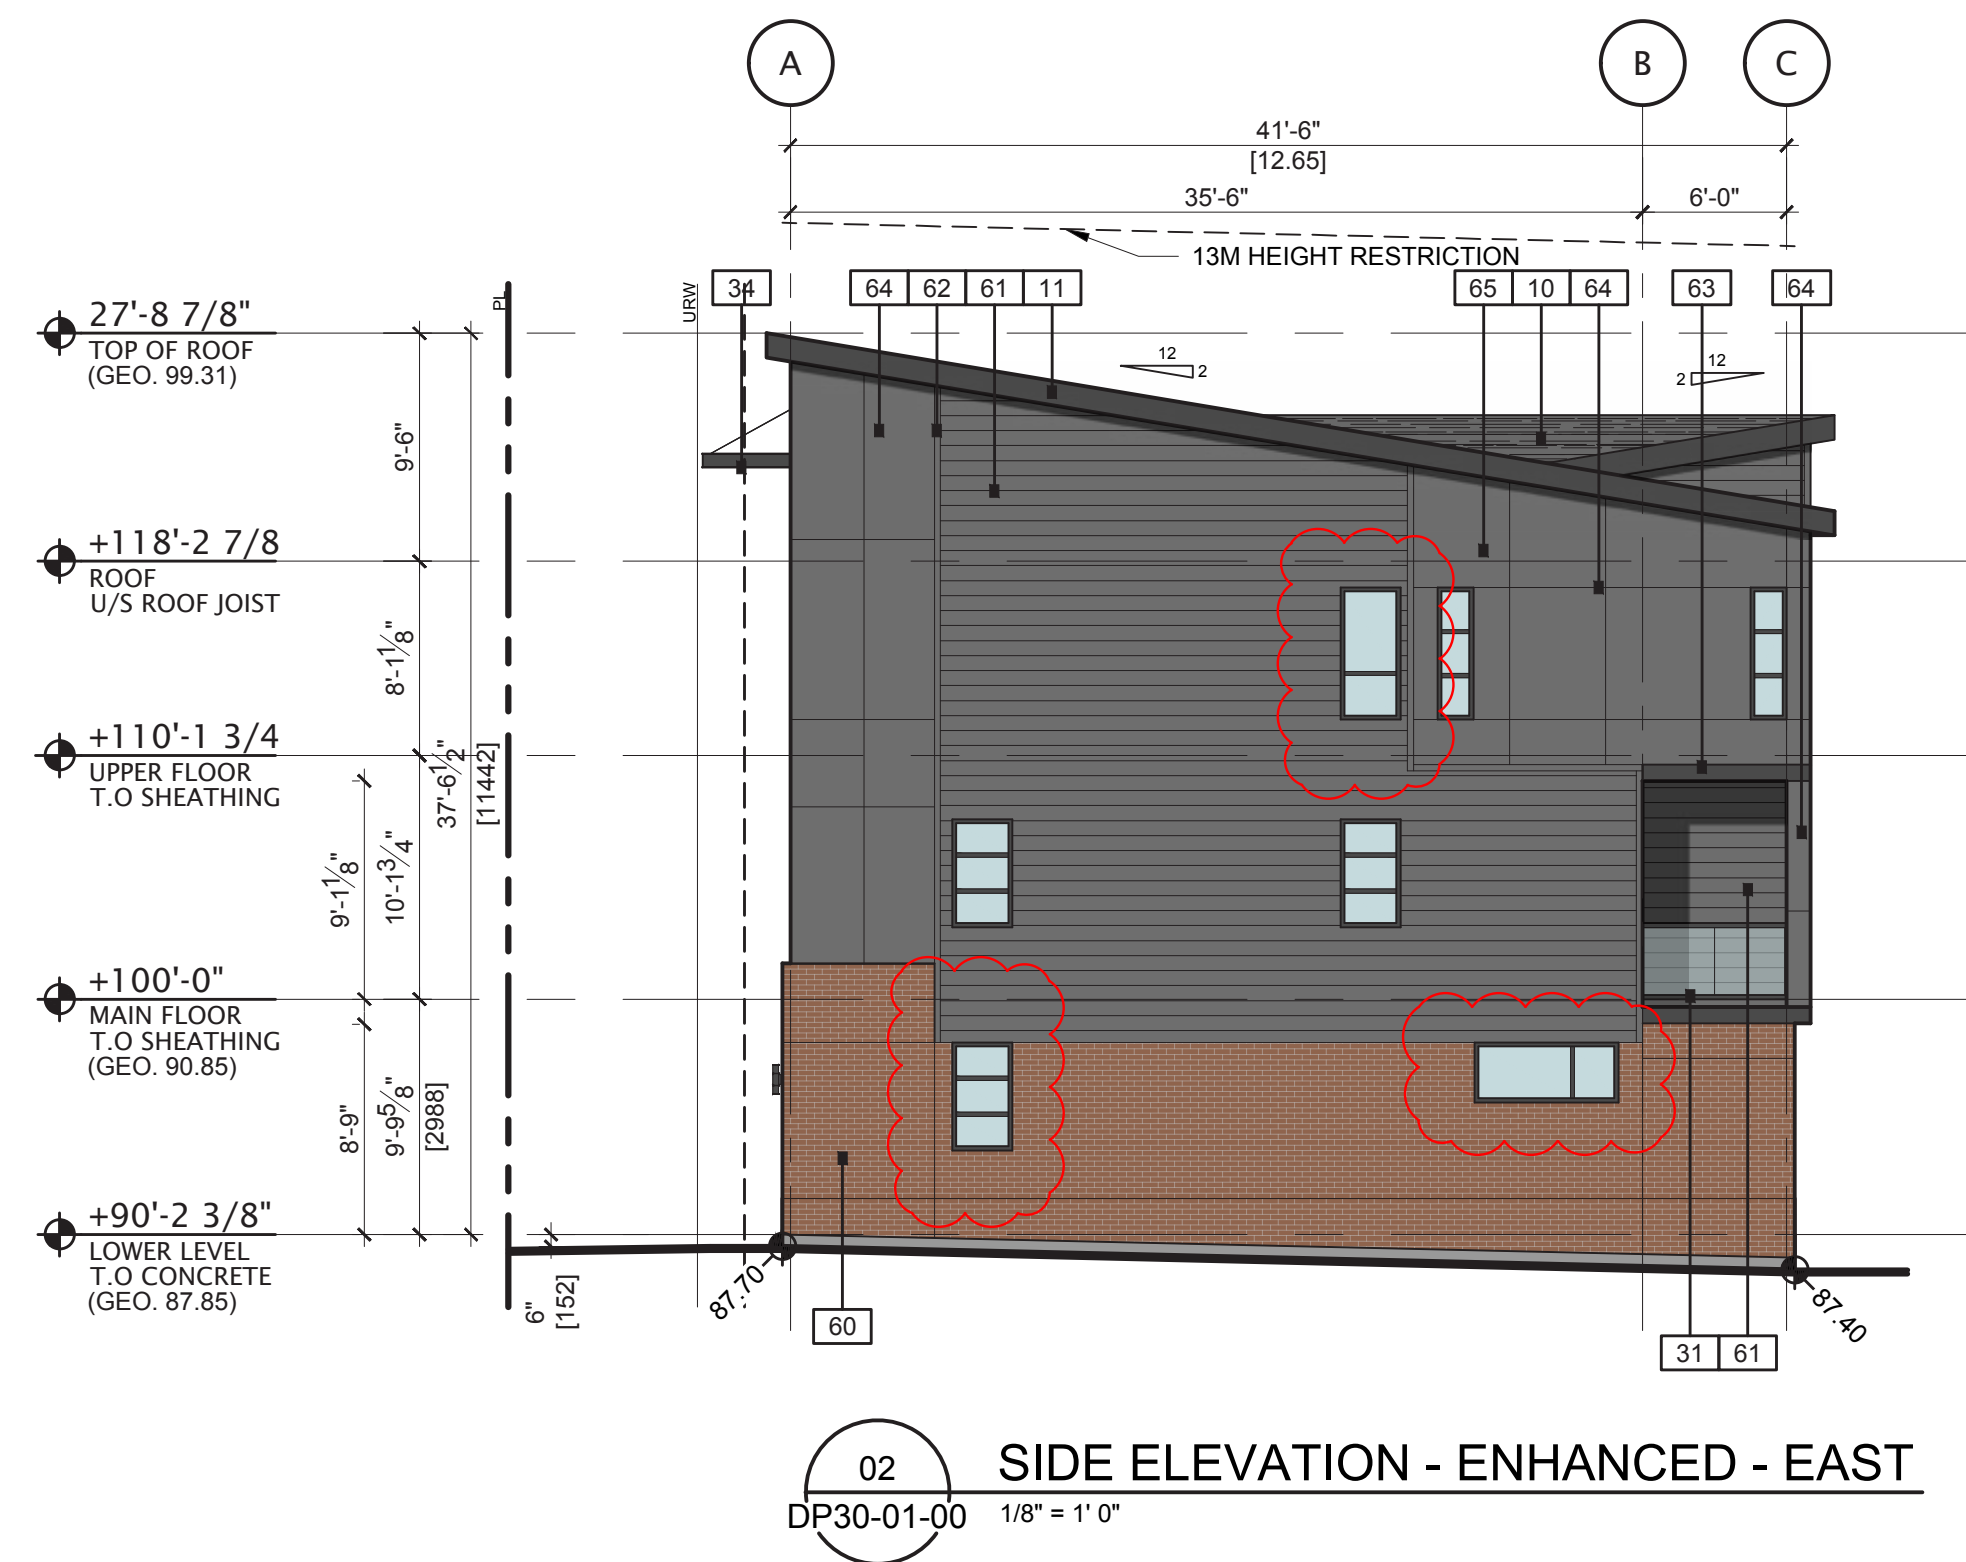 A
B
C
41'-6"
[12.65]
35'-6"
6'-0"
13M HEIGHT RESTRICTION
PL
URW
34
64
62
61
11
65
10
64
63
64
12
2
12
2
27'-8 7/8"
TOP OF ROOF
(GEO. 99.31)
9'-6"
+118'-2 7/8
ROOF
U/S ROOF JOIST
8'-1 1/8"
+110'-1 3/4
UPPER FLOOR
T.O SHEATHING
37'-6 1/2"
[11442]
9'-1 1/8"
10'-1 3/4"
+100'-0"
MAIN FLOOR
T.O SHEATHING
(GEO. 90.85)
8'-9"
9'-9 5/8"
[2988]
+90'-2 3/8"
LOWER LEVEL
T.O CONCRETE
(GEO. 87.85)
6"
[152]
87.70
87.40
60
31
61
02
DP30-01-00
SIDE ELEVATION - ENHANCED - EAST
1/8" = 1' 0"